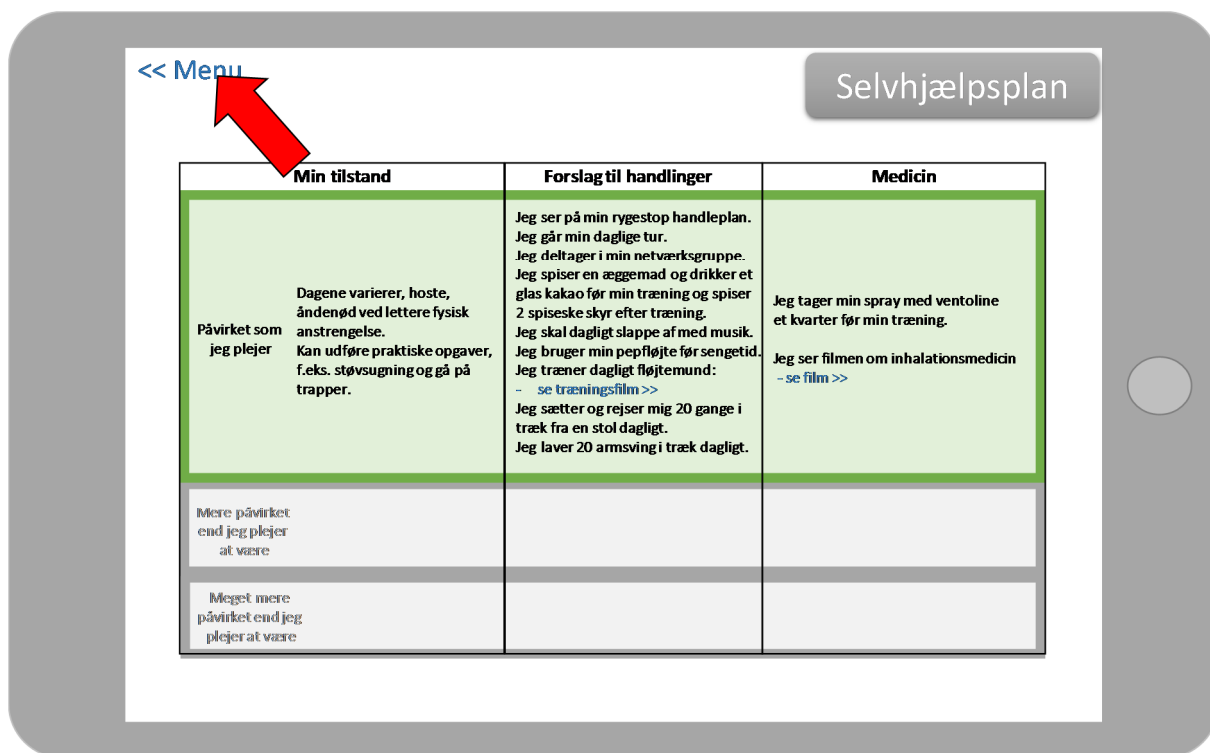 << Menu
Selvhjælpsplan
Min tilstand
Forslag til handlinger
Medicin
Påvirket som
jeg plejer
Dagene varierer, hoste,
åndenød ved lettere fysisk
anstrengelse.
Kan udføre praktiske opgaver,
f.eks. støvsugning og gå på
trapper.
Jeg ser på min rygestop handleplan.
Jeg går min daglige tur.
Jeg deltager i min netværksgruppe.
Jeg spiser en æggemad og drikker et
glas kakao før min træning og spiser
2 spiseske skyr efter træning.
Jeg skal dagligt slappe af med musik.
Jeg bruger min pepfløjte før sengetid.
Jeg træner dagligt fløjtemund:
- se træningsfilm >>
Jeg sætter og rejser mig 20 gange i
træk fra en stol dagligt.
Jeg laver 20 armsving i træk dagligt.
Jeg tager min spray med ventoline
et kvarter før min træning.
Jeg ser filmen om inhalationsmedicin
- se film >>
Mere påvirket
end jeg plejer
at være
Meget mere
påvirket end jeg
plejer at være